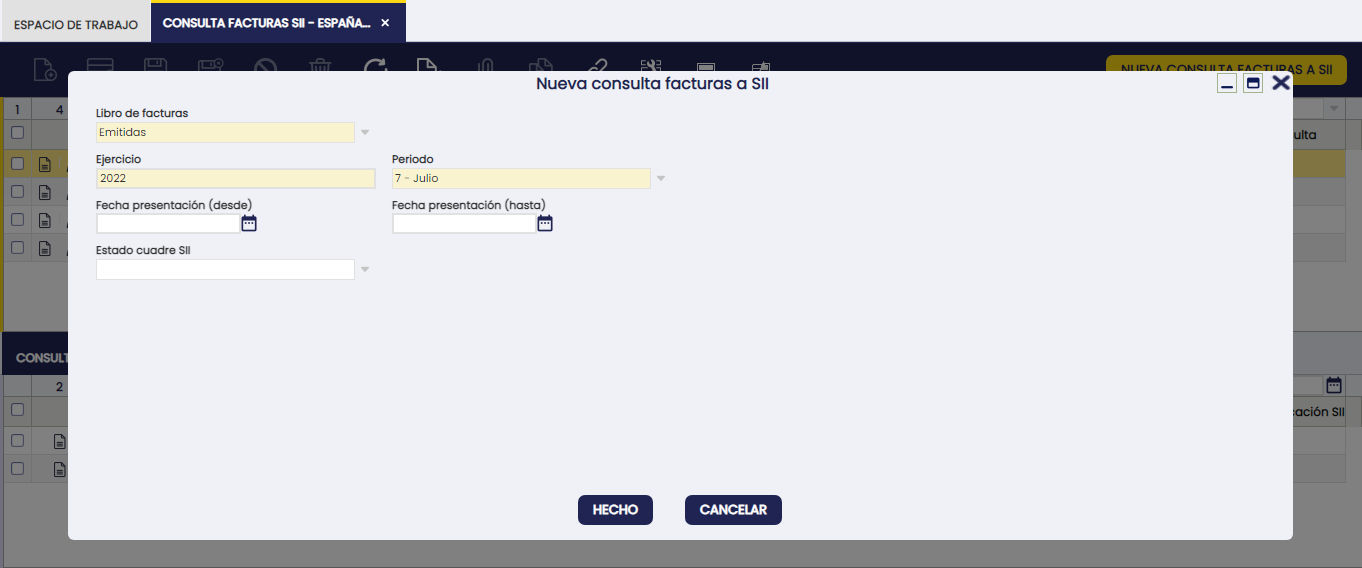 ESPACIO DE TRABAJO
CONSULTA FACTURAS SII - ESPAÑA... ×
NUEVA CONSULTA FACTURAS A SII
Nueva consulta facturas a SII
1 4
Libro de facturas
Emitidas
ulta
Ejercicio Periodo
2022 7 - Julio
Fecha presentación (desde) Fecha presentación (hasta)
Estado cuadre SII
CONSULT
2
cación SII
HECHO CANCELAR